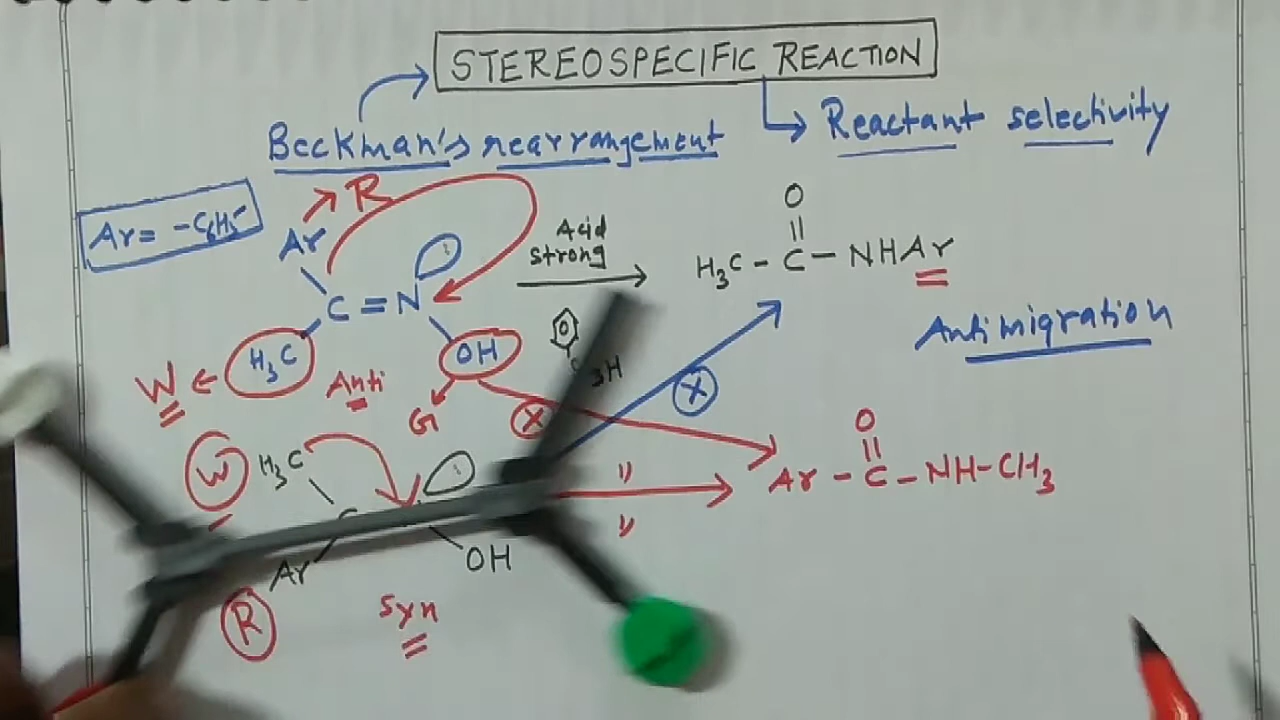 STEREOSPECIFIC REACTION
Beckman's rearrangement
Reactant selectivity
Ar = -C6H5-
R
Ar
C = N
H3C
OH
W
Anti
G
Acid
strong
3H
O
H3C - C - NHAr
Antimigration
X
X
O
Ar - C - NH-CH3
W
H3C
Ar
OH
R
Syn